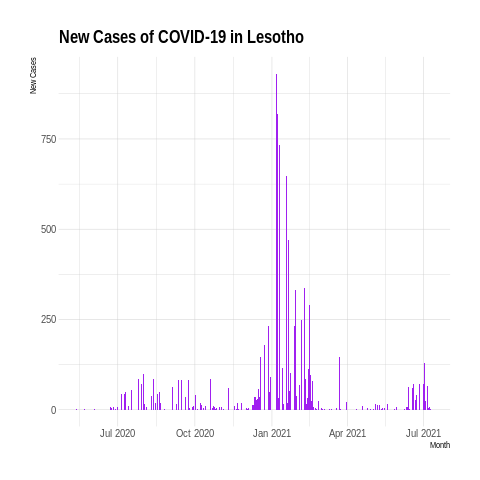 New Cases of COVID-19 in Lesotho
New Cases
750
500
250
0
Jul 2020 Oct 2020 Jan 2021 Apr 2021 Jul 2021
Month